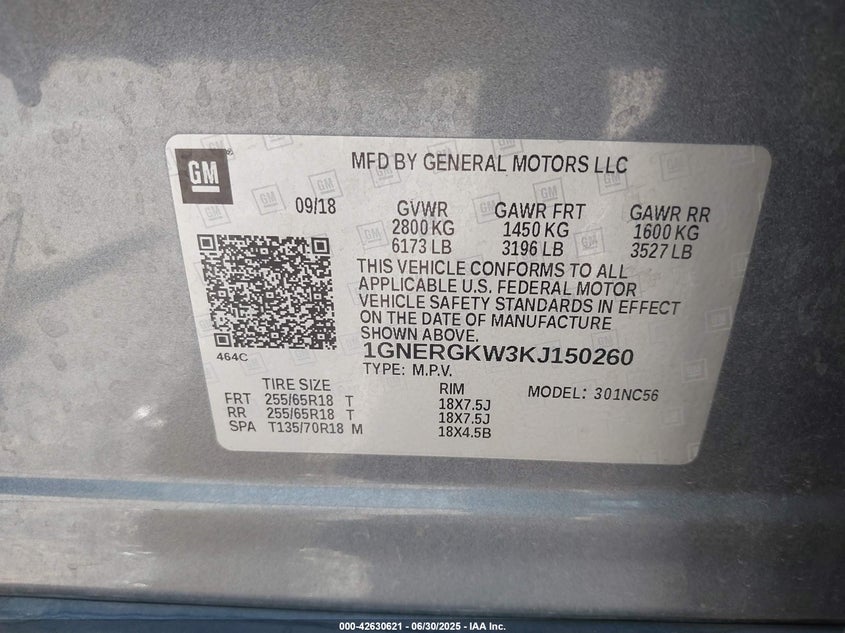 GM
MFD BY GENERAL MOTORS LLC
09/18
GVWR GAWR FRT GAWR RR
2800 KG 1450 KG 1600 KG
6173 LB 3196 LB 3527 LB
THIS VEHICLE CONFORMS TO ALL
APPLICABLE U.S. FEDERAL MOTOR
VEHICLE SAFETY STANDARDS IN EFFECT
ON THE DATE OF MANUFACTURE
SHOWN ABOVE.
464C
1GNERGKW3KJ150260
TYPE: M.P.V.
TIRE SIZE RIM MODEL: 301NC56
FRT 255/65R18 T 18X7.5J
RR 255/65R18 T 18X7.5J
SPA T135/70R18 M 18X4.5B
000-42630621 - 06/30/2025 - IAA Inc.